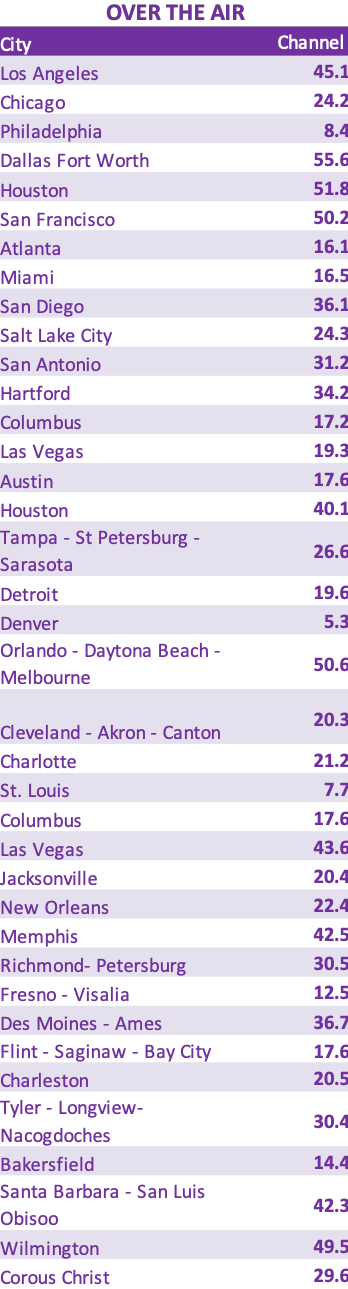 OVER THE AIR
City Channel
Los Angeles 45.1
Chicago 24.2
Philadelphia 8.4
Dallas Fort Worth 55.6
Houston 51.8
San Francisco 50.2
Atlanta 16.1
Miami 16.5
San Diego 36.1
Salt Lake City 24.3
San Antonio 31.2
Hartford 34.2
Columbus 17.2
Las Vegas 19.3
Austin 17.6
Houston 40.1
Tampa - St Petersburg -
Sarasota 26.6
Detroit 19.6
Denver 5.3
Orlando - Daytona Beach -
Melbourne 50.6
Cleveland - Akron - Canton 20.3
Charlotte 21.2
St. Louis 7.7
Columbus 17.6
Las Vegas 43.6
Jacksonville 20.4
New Orleans 22.4
Memphis 42.5
Richmond- Petersburg 30.5
Fresno - Visalia 12.5
Des Moines - Ames 36.7
Flint - Saginaw - Bay City 17.6
Charleston 20.5
Tyler - Longview-
Nacogdoches 30.4
Bakersfield 14.4
Santa Barbara - San Luis
Obisoo 42.3
Wilmington 49.5
Corous Christ 29.6